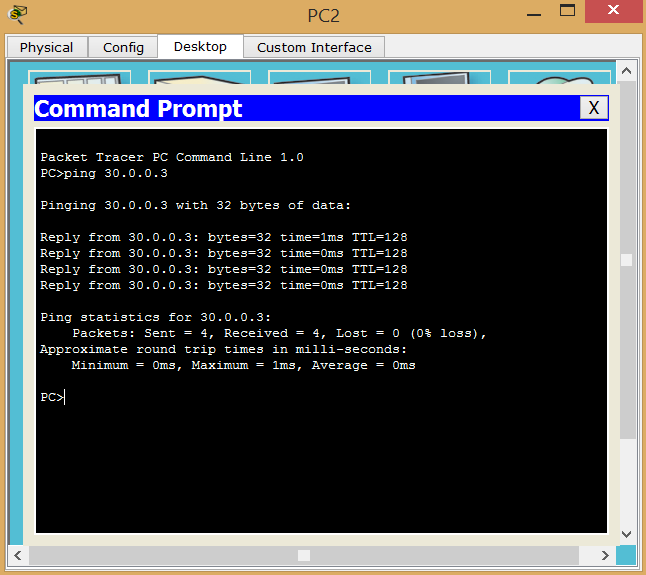 PC2
Physical Config Desktop Custom Interface
Command Prompt X
Packet Tracer PC Command Line 1.0
PC>ping 30.0.0.3
Pinging 30.0.0.3 with 32 bytes of data:
Reply from 30.0.0.3: bytes=32 time=1ms TTL=128
Reply from 30.0.0.3: bytes=32 time=0ms TTL=128
Reply from 30.0.0.3: bytes=32 time=0ms TTL=128
Reply from 30.0.0.3: bytes=32 time=0ms TTL=128
Ping statistics for 30.0.0.3:
Packets: Sent = 4, Received = 4, Lost = 0 (0% loss),
Approximate round trip times in milli-seconds:
Minimum = 0ms, Maximum = 1ms, Average = 0ms
PC>